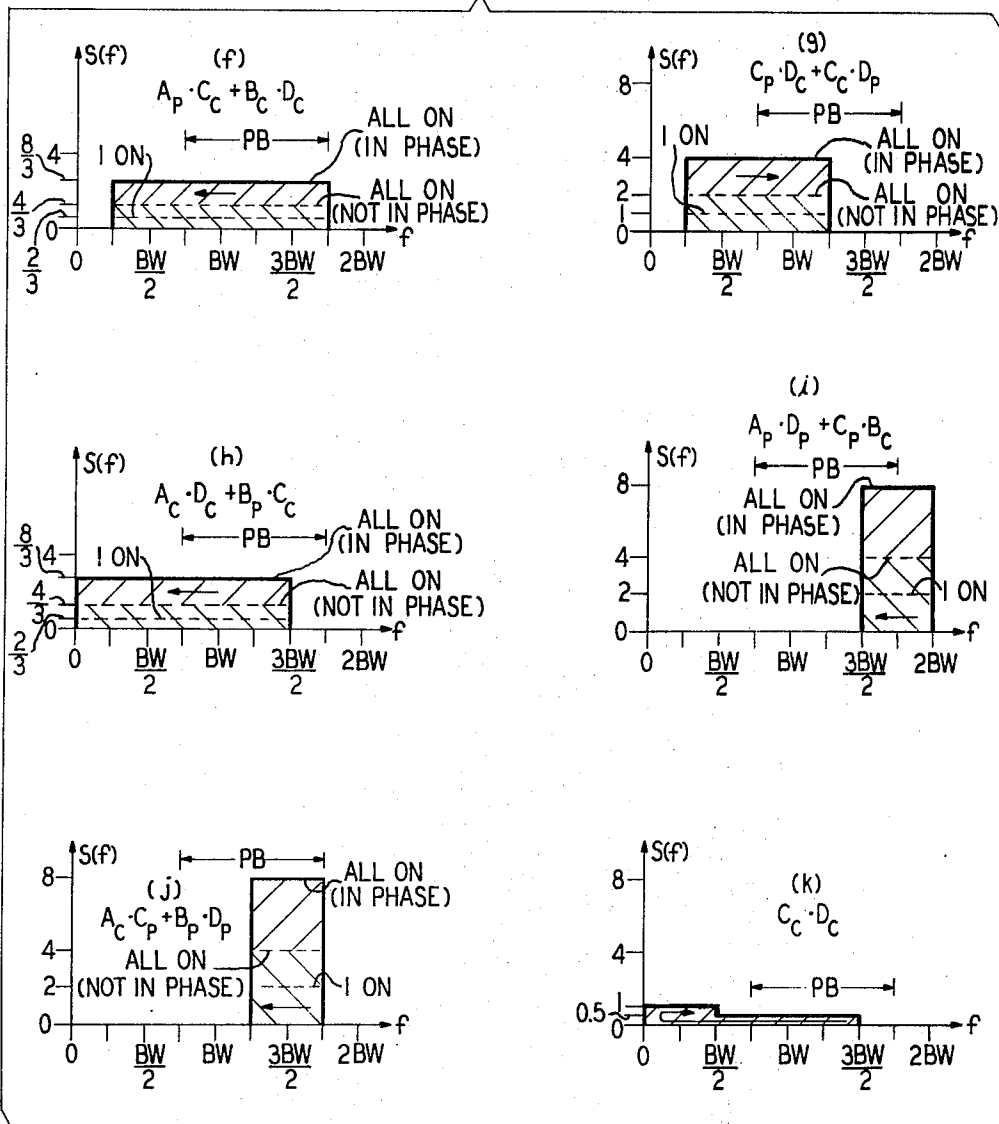 (f)
S(f)
A_P·C_C + B_C·D_C
PB
ALL ON
(IN PHASE)
1 ON
ALL ON
(NOT IN PHASE)
8/3 4
4/3
0
2/3
0 BW/2 BW 3BW/2 2BW f
(g)
S(f)
C_P·D_C + C_C·D_P
PB
1 ON
ALL ON
(IN PHASE)
ALL ON
(NOT IN PHASE)
8
4
2
1
0
0 BW/2 BW 3BW/2 2BW f
(h)
S(f)
A_C·D_C + B_P·C_C
PB
ALL ON
(IN PHASE)
1 ON
ALL ON
(NOT IN PHASE)
8/3 4
4/3
0
2/3
0 BW/2 BW 3BW/2 2BW f
(i)
A_P·D_P + C_P·B_C
S(f)
PB
ALL ON
(IN PHASE)
ALL ON
(NOT IN PHASE)
1 ON
8
4
2
0
0 BW/2 BW 3BW/2 2BW f
S(f)
PB
(j)
A_C·C_P + B_P·D_P
ALL ON
(IN PHASE)
ALL ON
(NOT IN PHASE)
1 ON
8
4
2
0
0 BW/2 BW 3BW/2 2BW f
S(f)
(k)
C_C·D_C
PB
8
4
1
0.5
0
0 BW/2 BW 3BW/2 2BW f